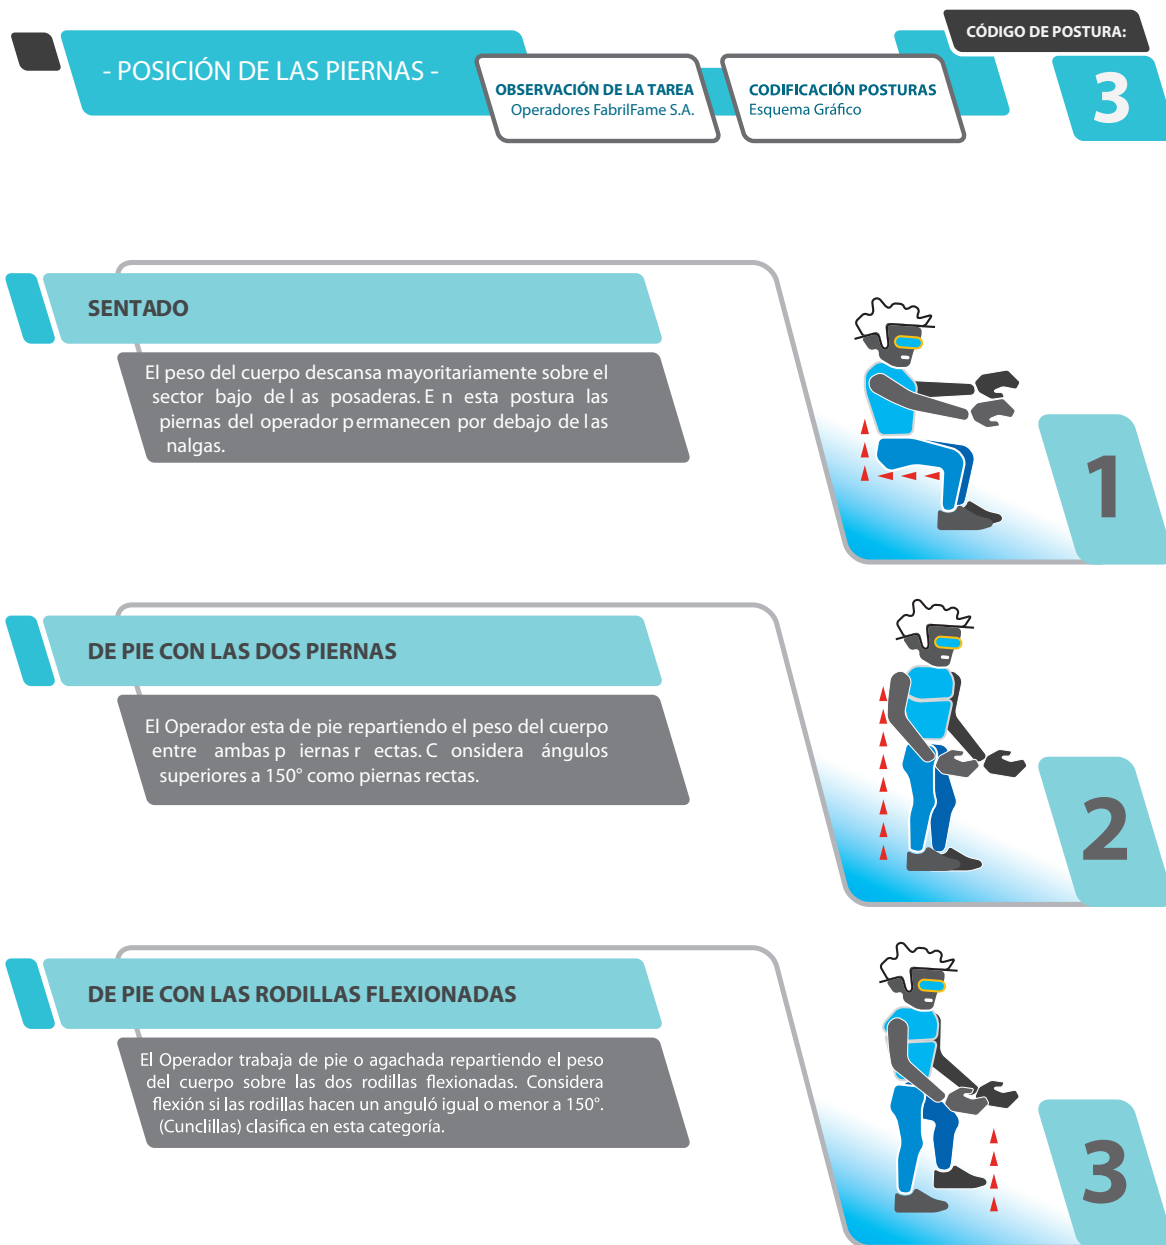 - POSICIÓN DE LAS PIERNAS -
OBSERVACIÓN DE LA TAREA
Operadores FabrilFame S.A.
CODIFICACIÓN POSTURAS
Esquema Gráfico
CÓDIGO DE POSTURA:
3
SENTADO
El peso del cuerpo descansa mayoritariamente sobre el
sector bajo de l as posaderas. E n esta postura las
piernas del operador p ermanecen por debajo de l as
nalgas.
1
DE PIE CON LAS DOS PIERNAS
El Operador esta de pie repartiendo el peso del cuerpo
entre ambas p iernas r ectas. C onsidera ángulos
superiores a 150° como piernas rectas.
2
DE PIE CON LAS RODILLAS FLEXIONADAS
El Operador trabaja de pie o agachada repartiendo el peso
del cuerpo sobre las dos rodillas flexionadas. Considera
flexión si las rodillas hacen un anguló igual o menor a 150°.
(Cunclillas) clasifica en esta categoría.
3